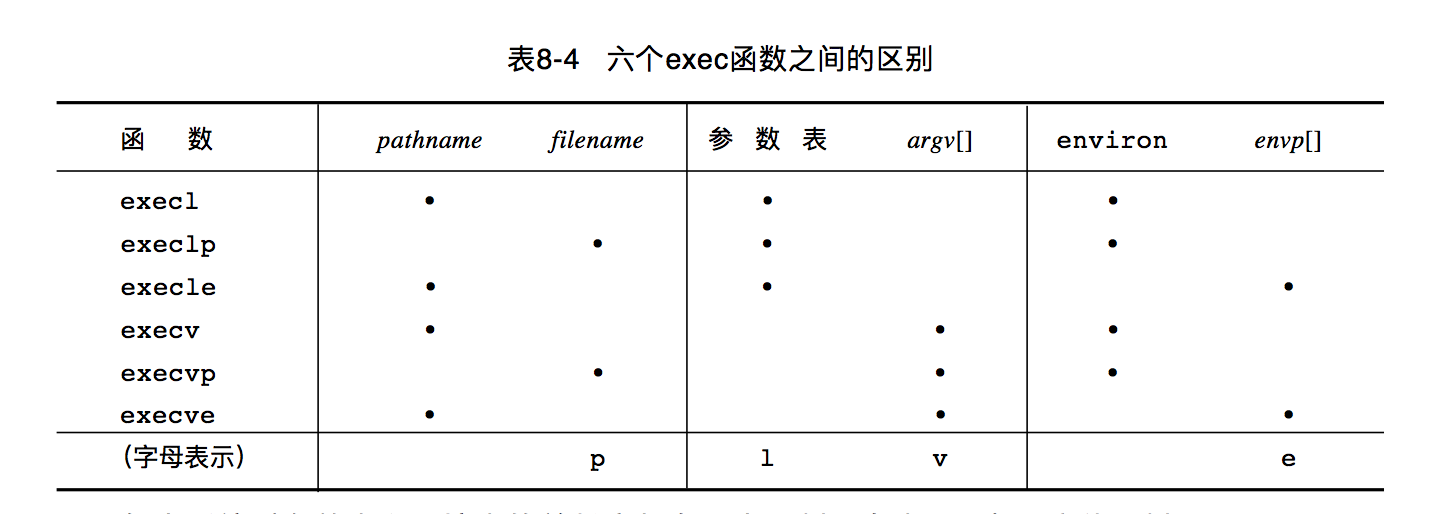 表8-4 六个exec函数之间的区别
函 数 pathname filename 参 数 表 argv[] environ envp[]
execl • • •
execlp • • •
execle • • •
execv • • •
execvp • • •
execve • • •
(字母表示) p l v e